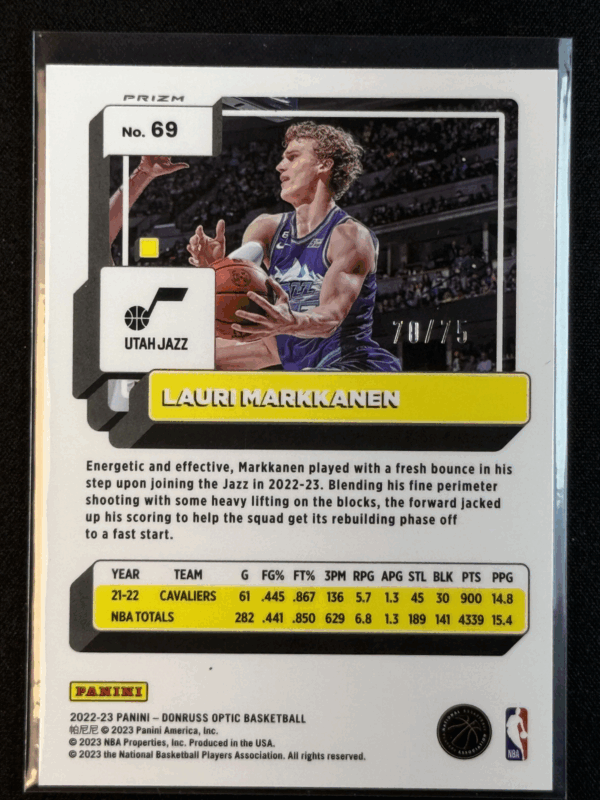 PRIZM
No. 69
UTAH JAZZ
70/75
LAURI MARKKANEN
Energetic and effective, Markkanen played with a fresh bounce in his
step upon joining the Jazz in 2022-23. Blending his fine perimeter
shooting with some heavy lifting on the blocks, the forward jacked
up his scoring to help the squad get its rebuilding phase off
to a fast start.
YEAR TEAM G FG% FT% 3PM RPG APG STL BLK PTS PPG
21-22 CAVALIERS 61 .445 .867 136 5.7 1.3 45 30 900 14.8
NBA TOTALS 282 .441 .850 629 6.8 1.3 189 141 4339 15.4
PANINI
2022-23 PANINI – DONRUSS OPTIC BASKETBALL
帕尼尼 © 2023 Panini America, Inc.
© 2023 NBA Properties, Inc. Produced in the USA.
© 2023 the National Basketball Players Association. All rights reserved.
NATIONAL BASKETBALL PLAYERS ASSOCIATION
NBA